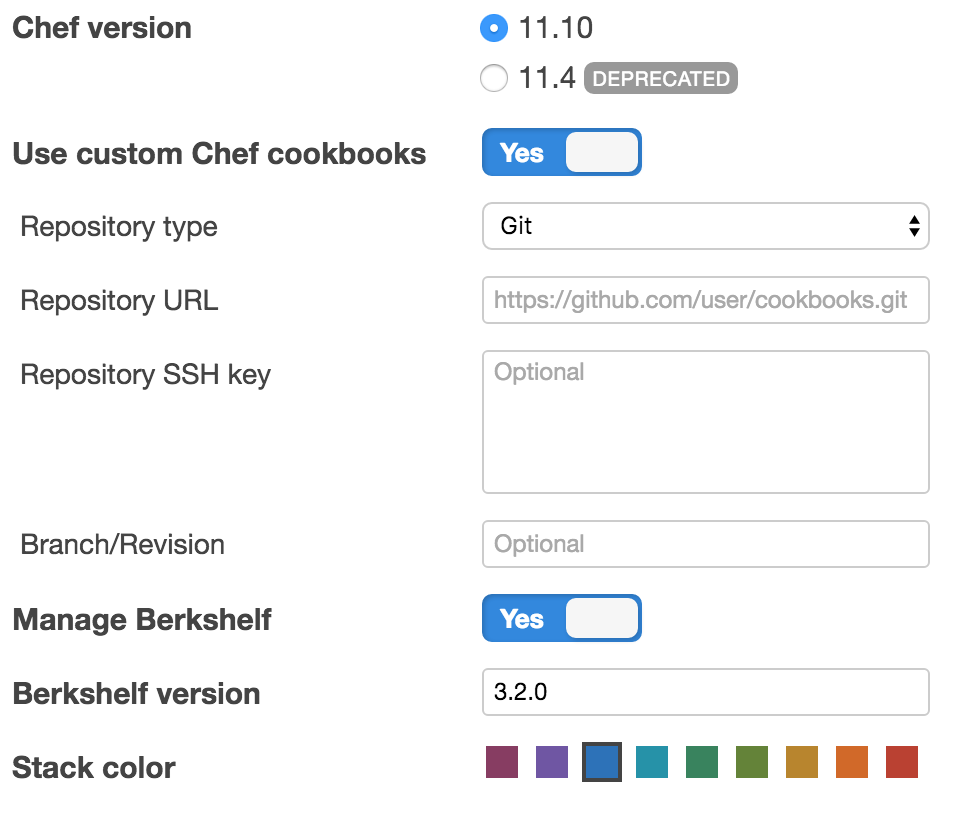 Chef version 11.10
11.4 DEPRECATED
Use custom Chef cookbooks Yes
Repository type Git
Repository URL https://github.com/user/cookbooks.git
Repository SSH key Optional
Branch/Revision Optional
Manage Berkshelf Yes
Berkshelf version 3.2.0
Stack color